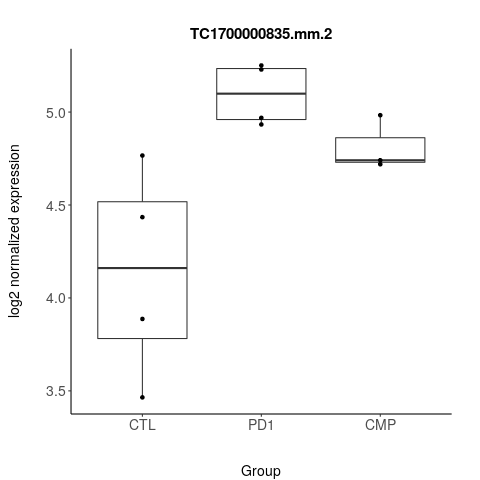 TC1700000835.mm.2
log2 normalized expression
5.0
4.5
4.0
3.5
CTL PD1 CMP
Group